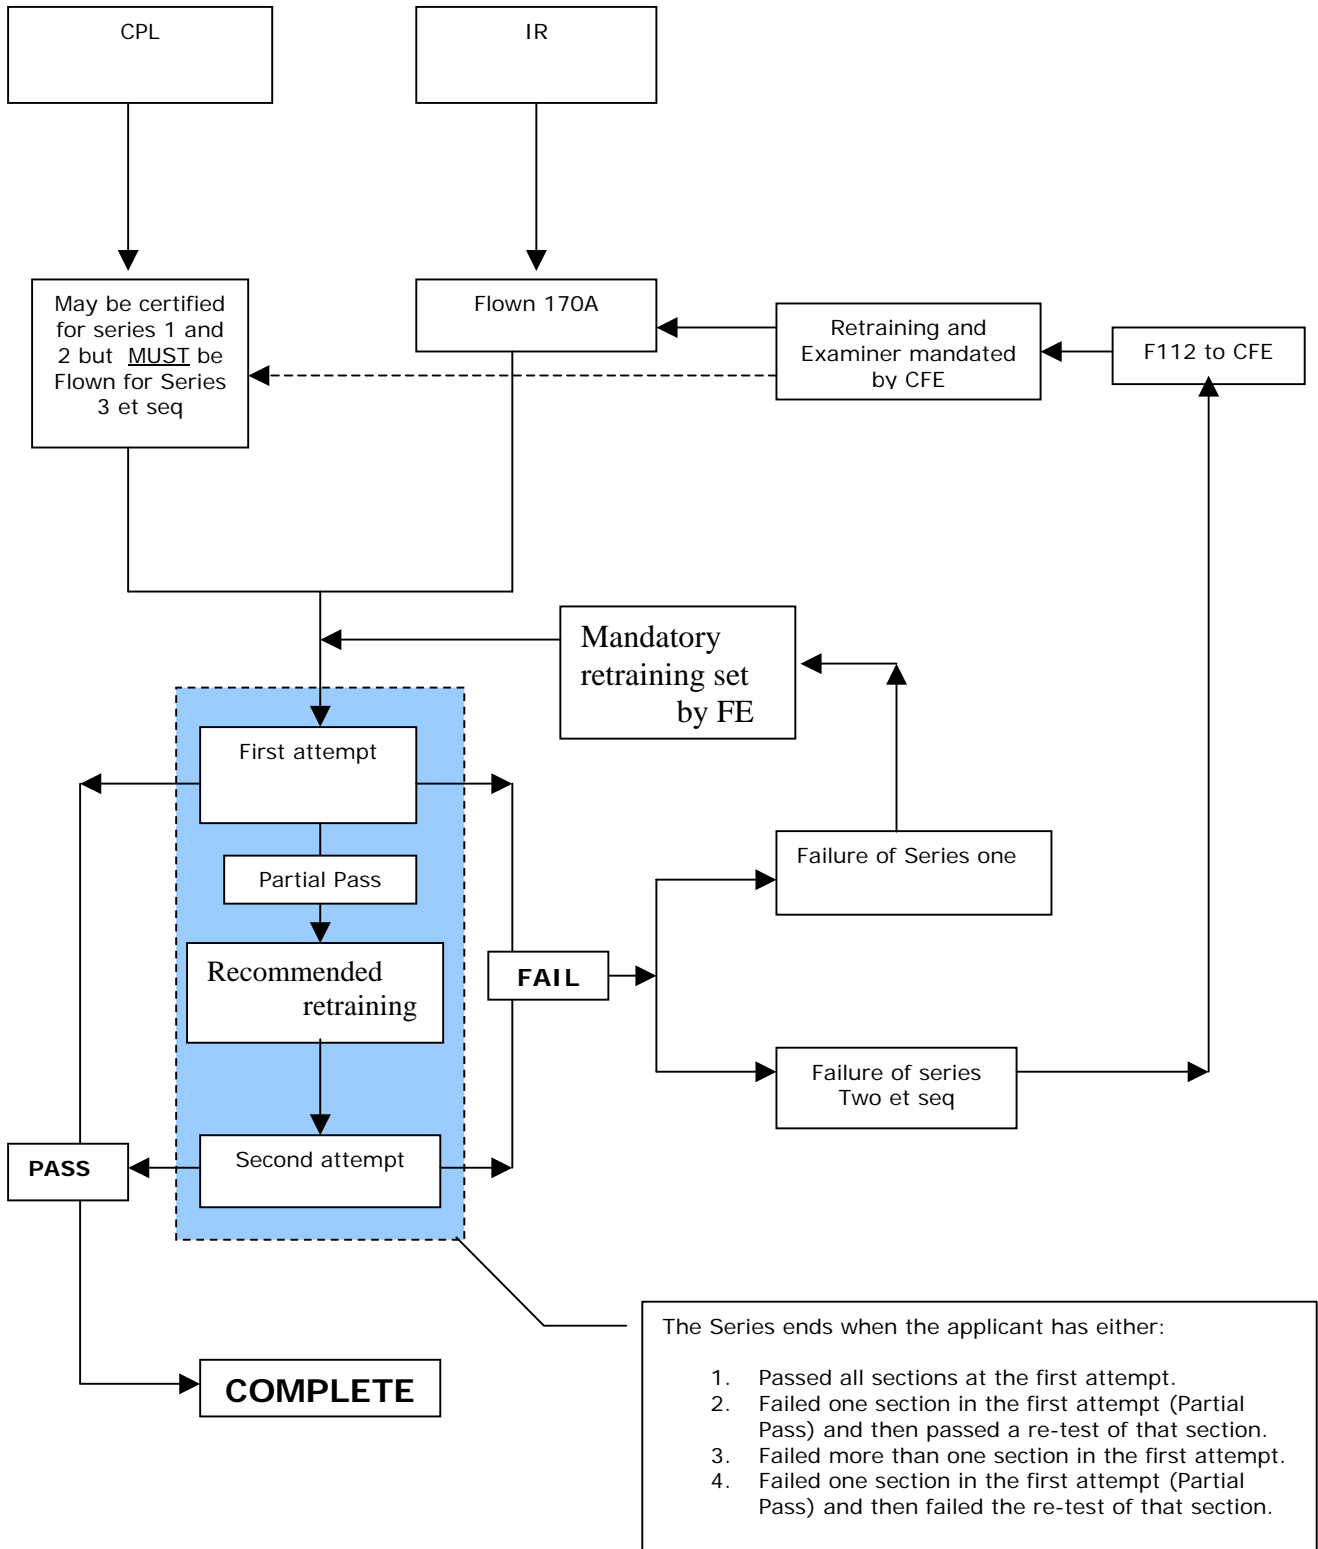 CPL
IR
May be certified
for series 1 and
2 but MUST be
Flown for Series
3 et seq
Flown 170A
Retraining and
Examiner mandated
by CFE
F112 to CFE
Mandatory
retraining set
by FE
First attempt
Partial Pass
Recommended
retraining
Second attempt
FAIL
Failure of Series one
Failure of series
Two et seq
PASS
COMPLETE
The Series ends when the applicant has either:
1. Passed all sections at the first attempt.
2. Failed one section in the first attempt (Partial
Pass) and then passed a re-test of that section.
3. Failed more than one section in the first attempt.
4. Failed one section in the first attempt (Partial
Pass) and then failed the re-test of that section.